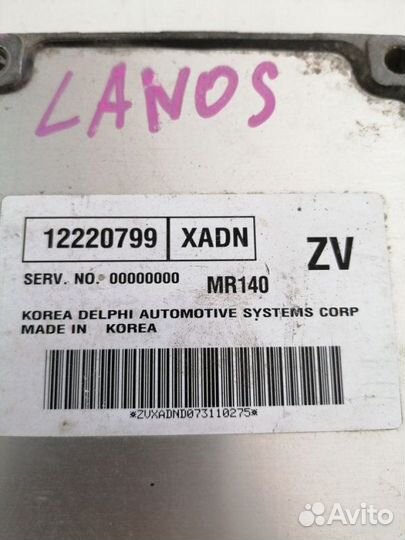 LANOS
12220799 XADN ZV
SERV. NO. 00000000 MR140
KOREA DELPHI AUTOMOTIVE SYSTEMS CORP
MADE IN KOREA
*ZVXADND073110275*
Avito